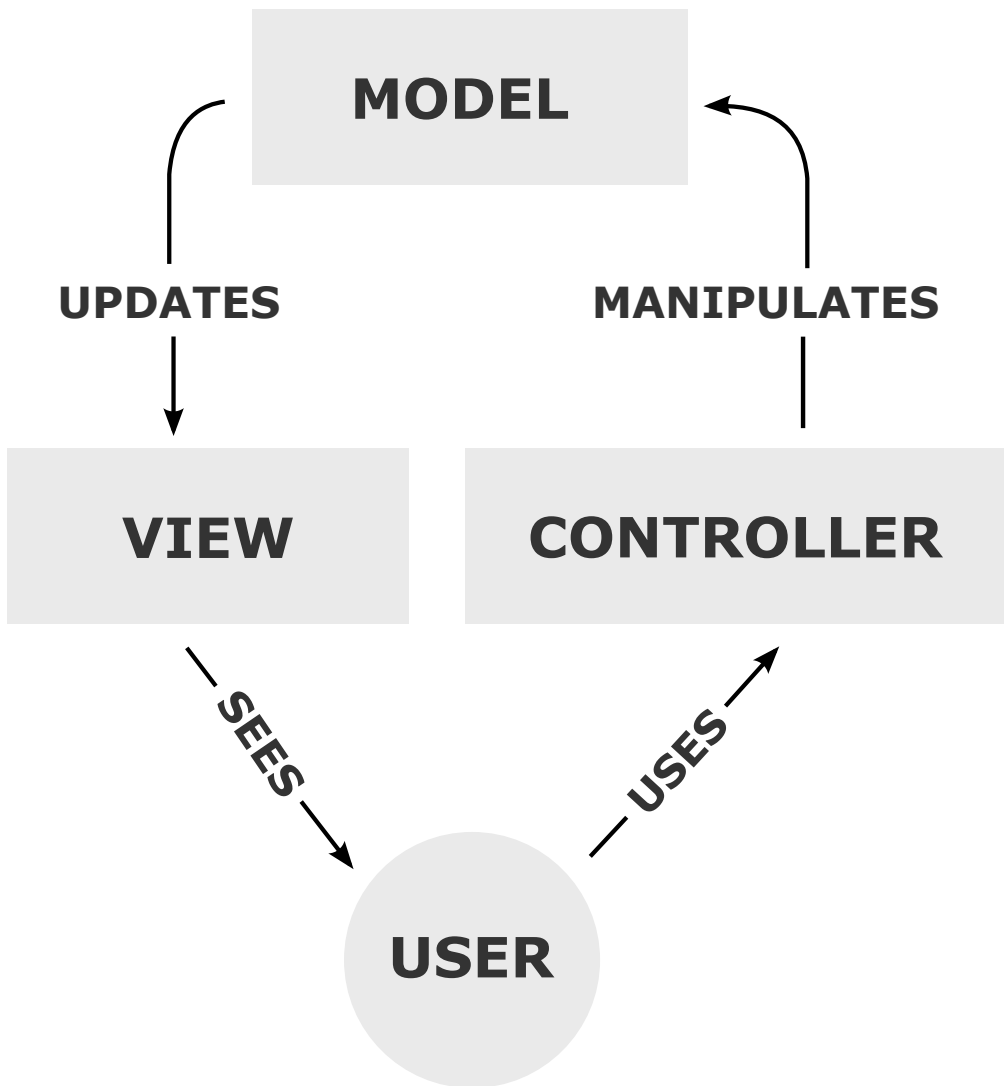 MODEL
UPDATES
MANIPULATES
VIEW
CONTROLLER
SEES
USES
USER